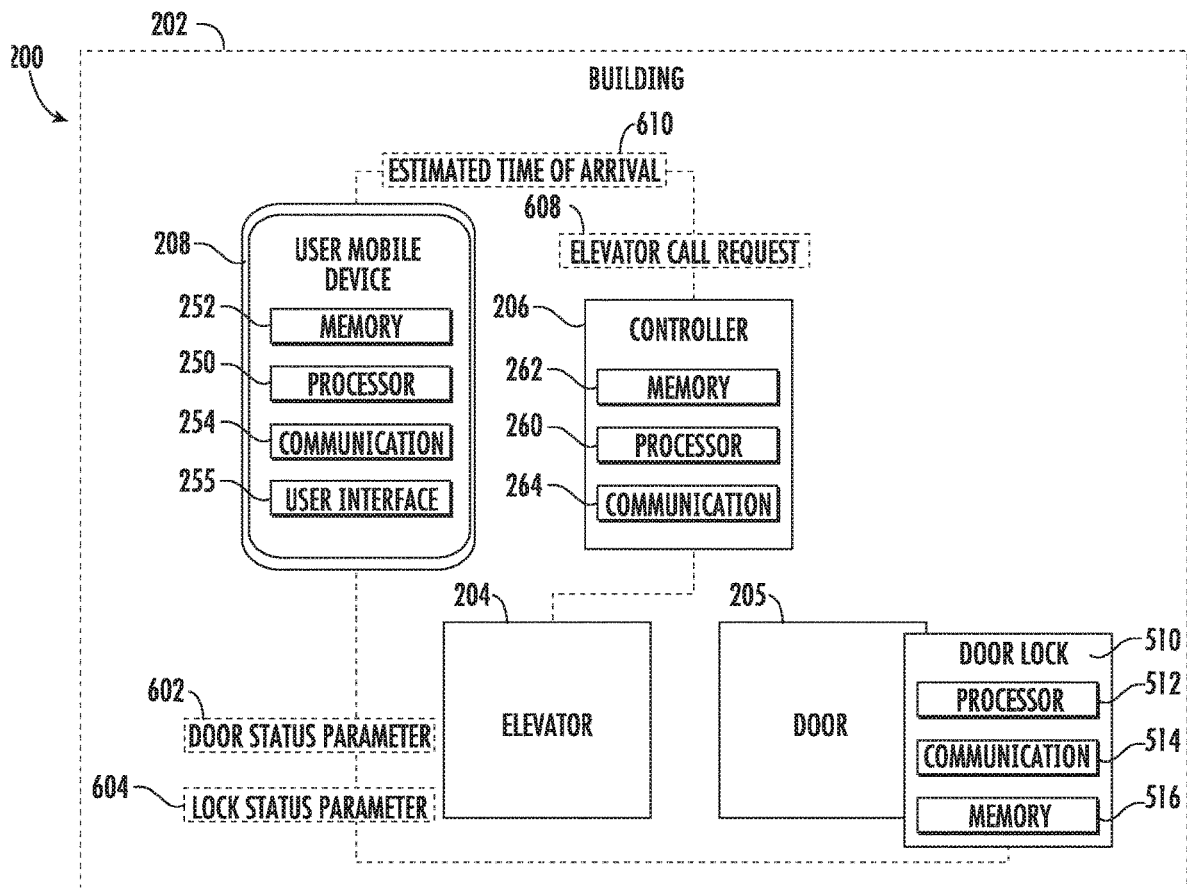 202
200
BUILDING
610
ESTIMATED TIME OF ARRIVAL
608
ELEVATOR CALL REQUEST
208
USER MOBILE
DEVICE
252
MEMORY
250
PROCESSOR
254
COMMUNICATION
255
USER INTERFACE
206
CONTROLLER
262
MEMORY
260
PROCESSOR
264
COMMUNICATION
204
ELEVATOR
205
DOOR
510
DOOR LOCK
512
PROCESSOR
514
COMMUNICATION
516
MEMORY
602
DOOR STATUS PARAMETER
604
LOCK STATUS PARAMETER